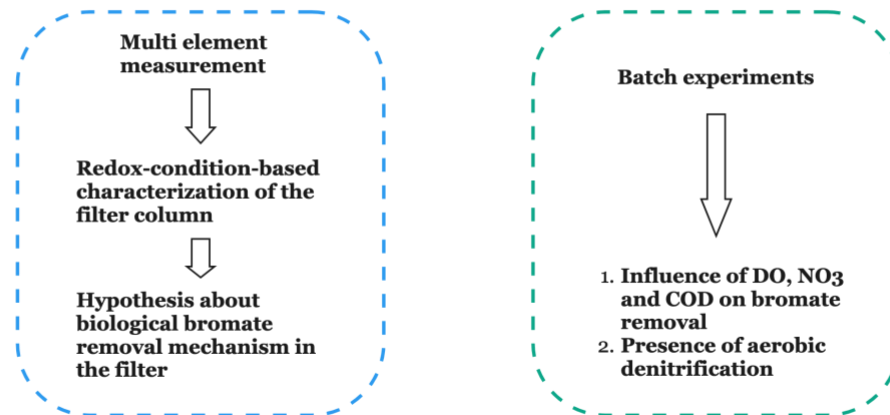 Multi element
measurement
Redox-condition-based
characterization of the
filter column
Hypothesis about
biological bromate
removal mechanism in
the filter
Batch experiments
1. Influence of DO, NO3
and COD on bromate
removal
2. Presence of aerobic
denitrification